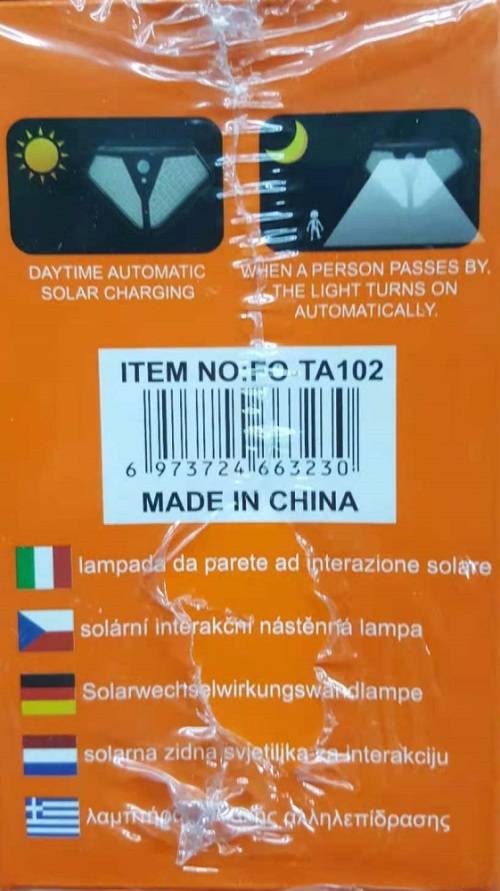 DAYTIME AUTOMATIC
SOLAR CHARGING
WHEN A PERSON PASSES BY,
THE LIGHT TURNS ON
AUTOMATICALLY.
ITEM NO:FO-TA102
6 973724 663230
MADE IN CHINA
lampada da parete ad interazione solare
solární interakční nástěnná lampa
Solarwechselwirkungswandlampe
solarna zidna svjetiljka za interakciju
αλληλεπίδρασης